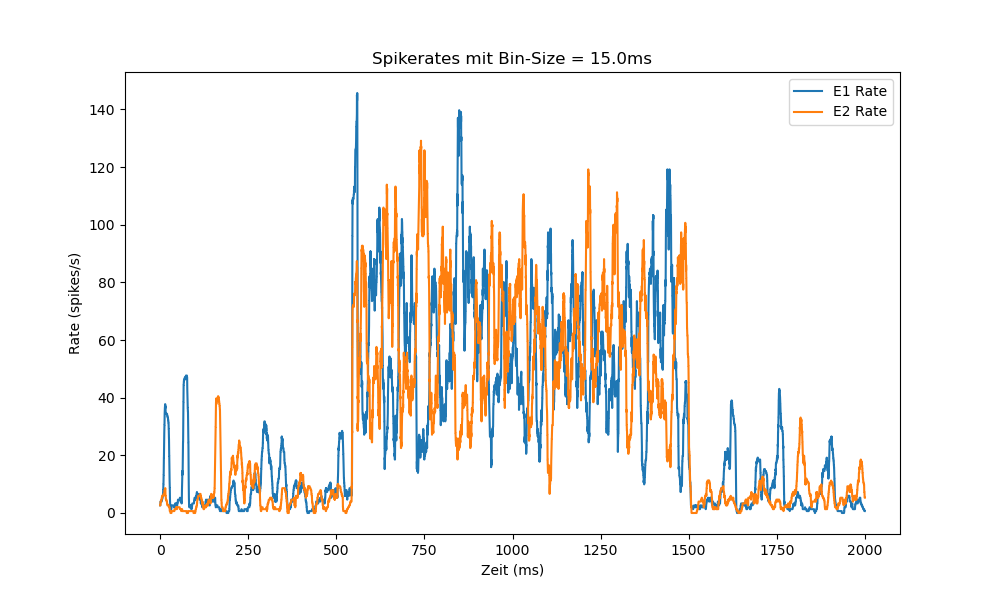 Spikerates mit Bin-Size = 15.0ms
E1 Rate
E2 Rate
Rate (spikes/s)
140
120
100
80
60
40
20
0
0 250 500 750 1000 1250 1500 1750 2000
Zeit (ms)